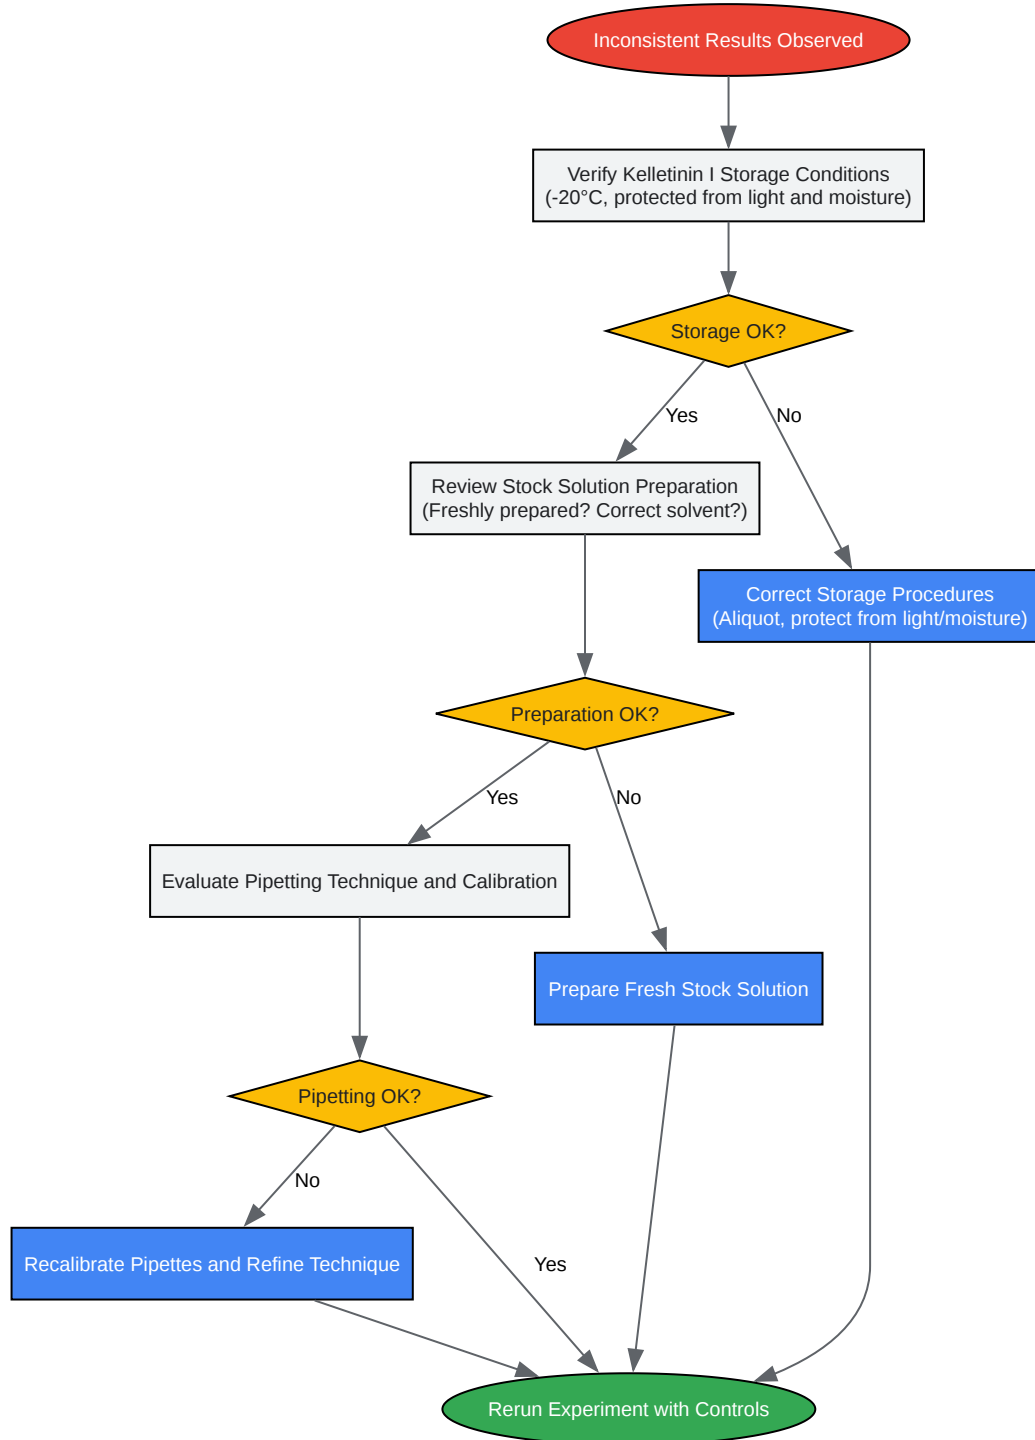 Inconsistent Results Observed
Verify Kelletinin I Storage Conditions
(-20°C, protected from light and moisture)
Storage OK?
Yes
No
Review Stock Solution Preparation
(Freshly prepared? Correct solvent?)
Correct Storage Procedures
(Aliquot, protect from light/moisture)
Preparation OK?
Yes
No
Evaluate Pipetting Technique and Calibration
Prepare Fresh Stock Solution
Pipetting OK?
No
Yes
Recalibrate Pipettes and Refine Technique
Rerun Experiment with Controls